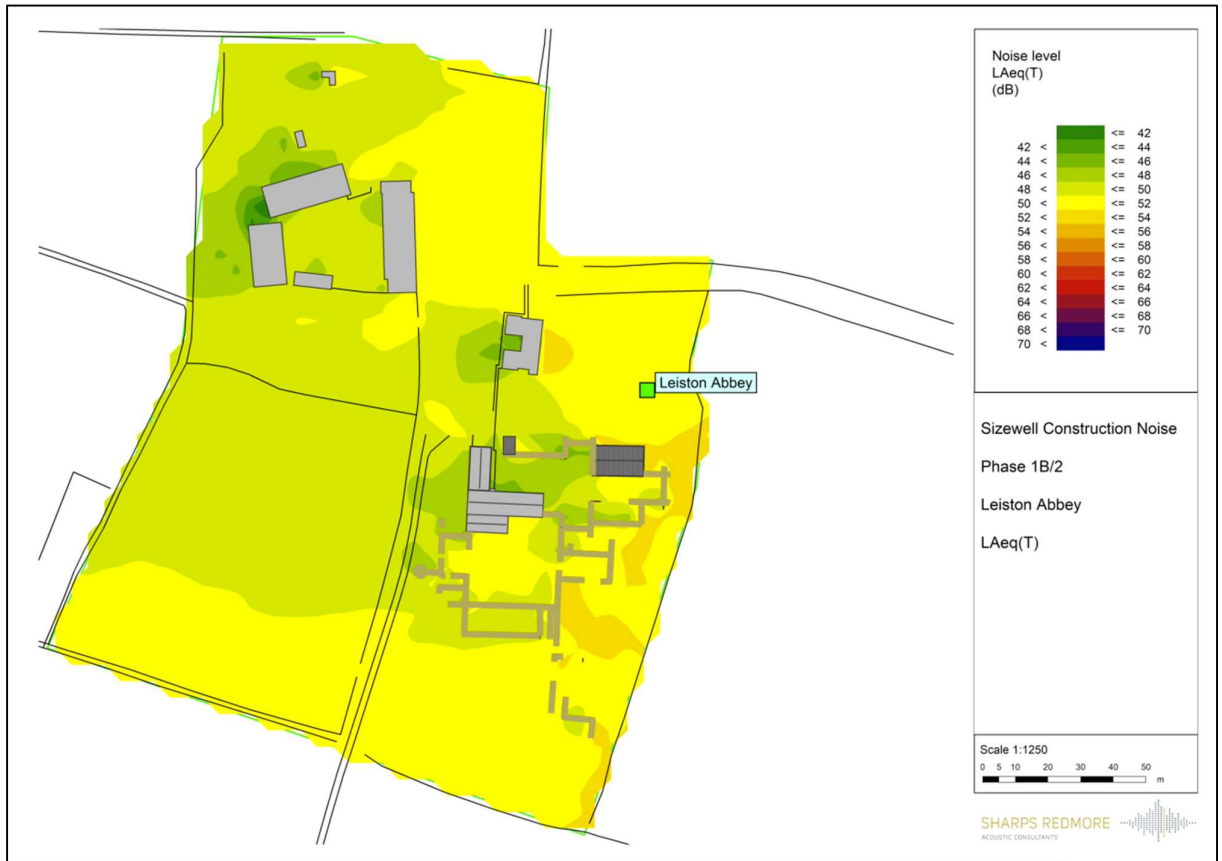 Leiston Abbey
Noise level
LAeq(T)
(dB)
<= 42
42 < <= 44
44 < <= 46
46 < <= 48
48 < <= 50
50 < <= 52
52 < <= 54
54 < <= 56
56 < <= 58
58 < <= 60
60 < <= 62
62 < <= 64
64 < <= 66
66 < <= 68
68 < <= 70
70 <
Sizewell Construction Noise
Phase 1B/2
Leiston Abbey
LAeq(T)
Scale 1:1250
0 5 10 20 30 40 50
m
SHARPS REDMORE
ACOUSTIC CONSULTANTS